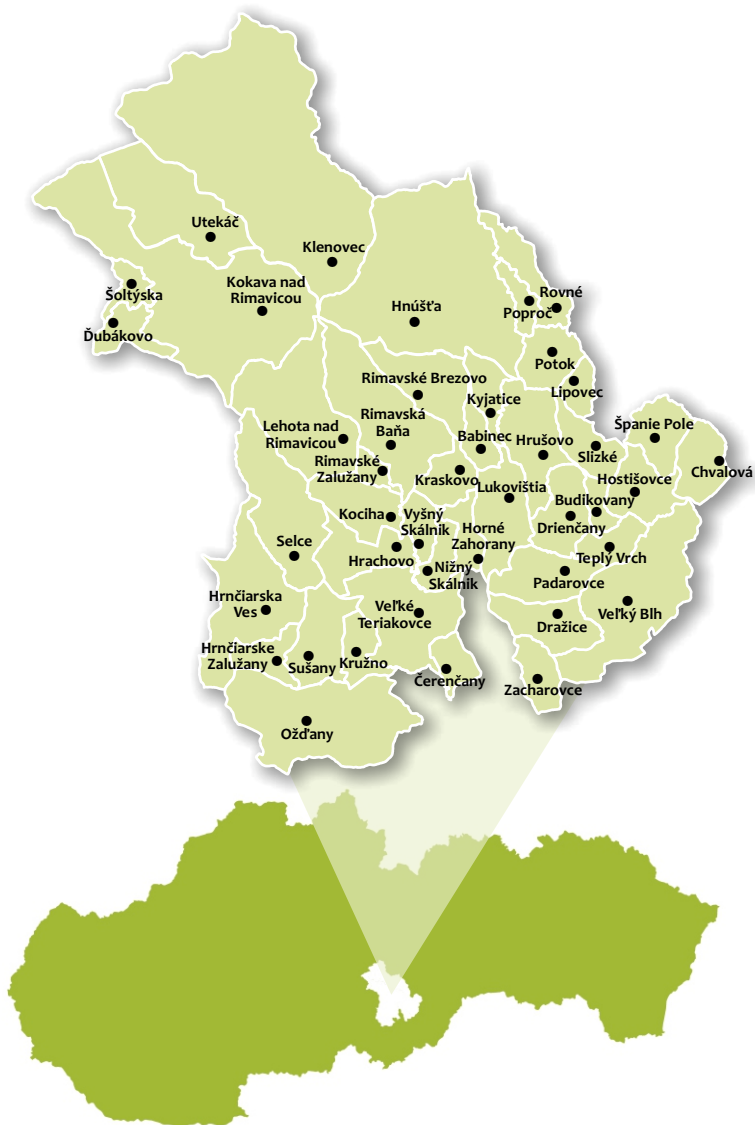 Utekáč
Klenovec
Šoltýska
Kokava nad
Rimavicou
Hnúšťa
Rovné
Poproč
Ďubákovo
Potok
Lipovec
Rimavské Brezovo
Kyjatice
Rimavská
Baňa
Lehota nad
Rimavicou
Babinec
Hrušovo
Španie Pole
Slizké
Chvalová
Rimavské
Zalužany
Kraskovo
Lukovištia
Hostišovce
Budikovany
Drienčany
Kociha
Vyšný
Skálnik
Horné
Zahorany
Teplý Vrch
Selce
Hrachovo
Nižný
Skálnik
Padarovce
Hrnčiarska
Ves
Veľké
Teriakovce
Veľký Blh
Dražice
Hrnčiarske
Zalužany
Sušany
Kružno
Čerenčany
Zacharovce
Ožďany